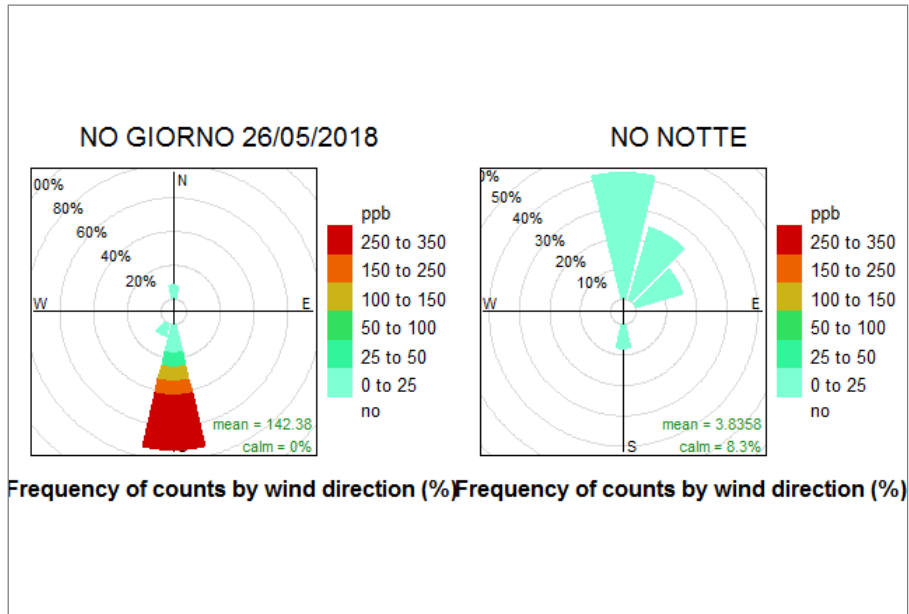 NO GIORNO 26/05/2018
N
00%
80%
60%
40%
20%
W
E
mean = 142.38
calm = 0%
ppb
250 to 350
150 to 250
100 to 150
50 to 100
25 to 50
0 to 25
no
Frequency of counts by wind direction (%)
NO NOTTE
0%
50%
40%
30%
20%
10%
W
E
S
mean = 3.8358
calm = 8.3%
ppb
250 to 350
150 to 250
100 to 150
50 to 100
25 to 50
0 to 25
no
Frequency of counts by wind direction (%)